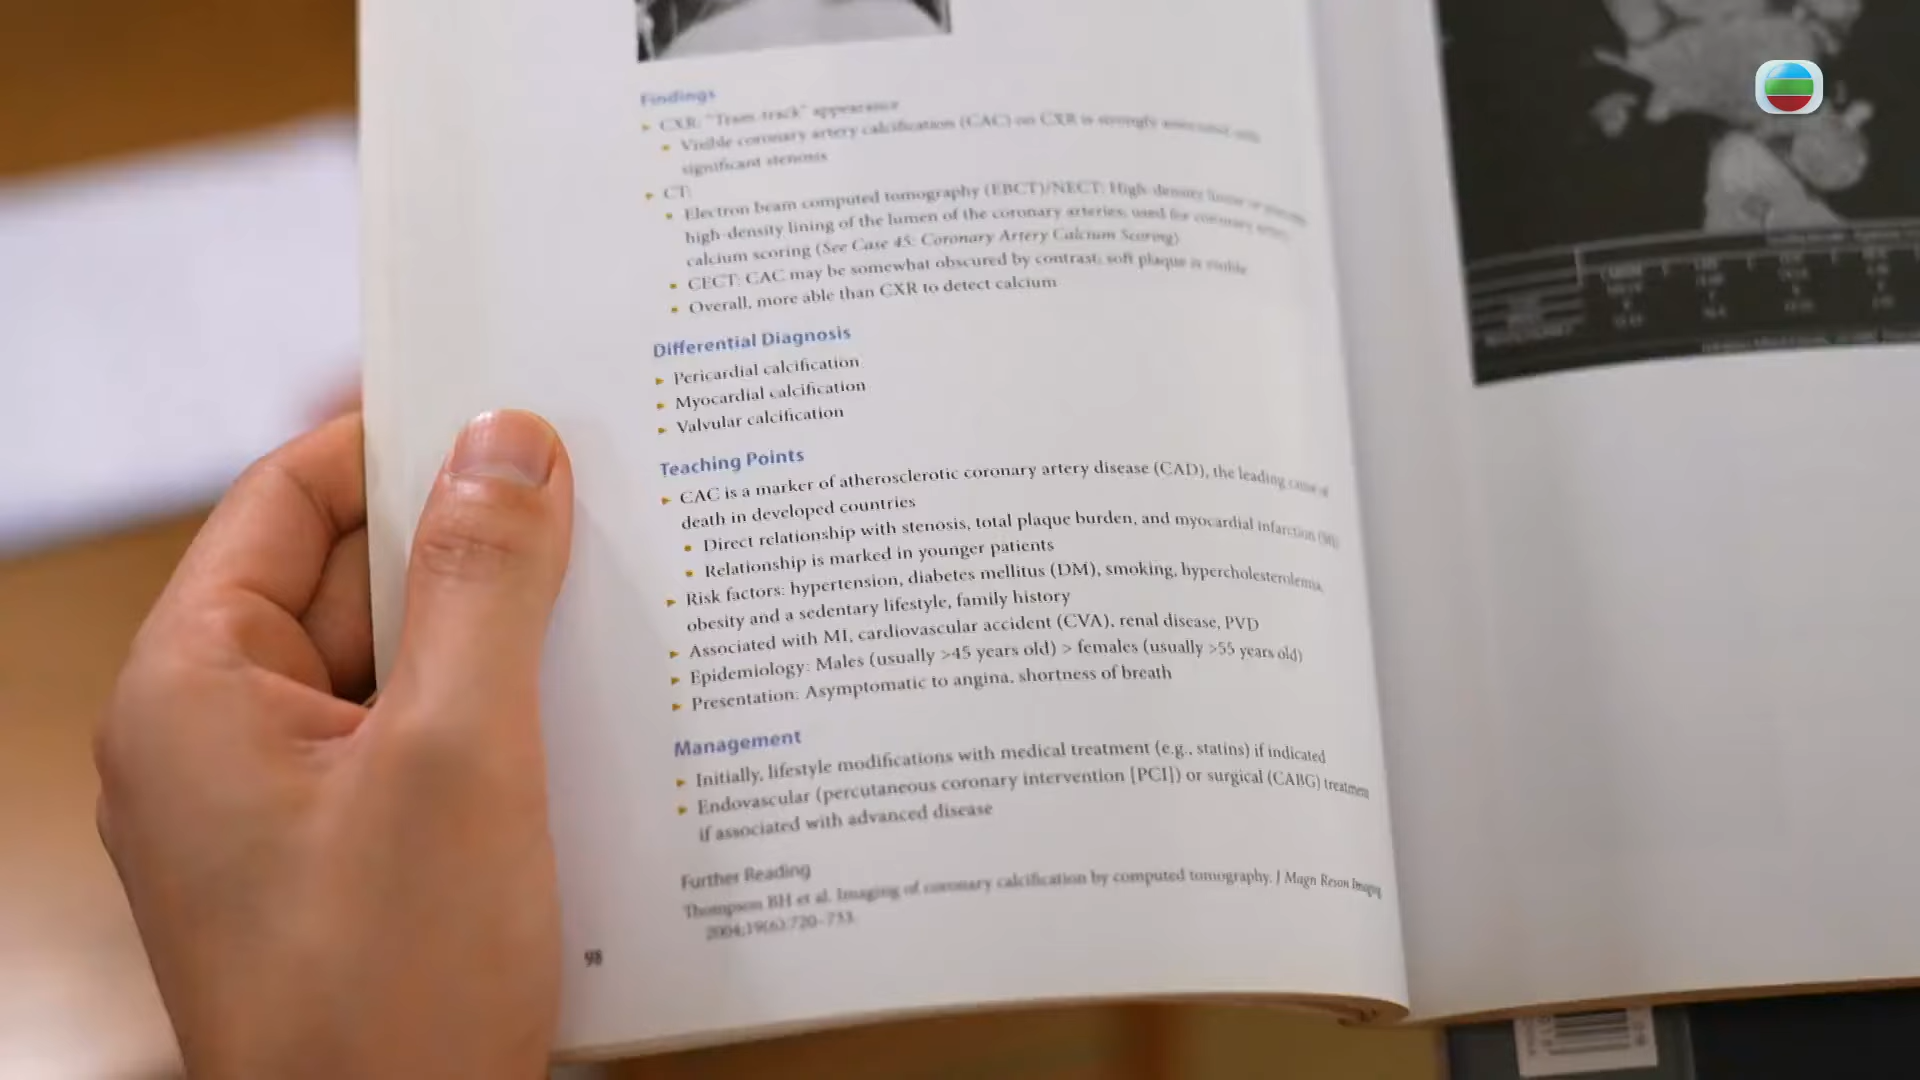 Findings
▸ CXR: "Tram-track" appearance
• Visible coronary artery calcification (CAC) on CXR is strongly associated with
significant stenosis
▸ CT:
• Electron beam computed tomography (EBCT)/NECT: High-density linear or
high-density lining of the lumen of the coronary arteries; used for coronary artery
calcium scoring (See Case 45: Coronary Artery Calcium Scoring)
• CECT: CAC may be somewhat obscured by contrast; soft plaque is visible
• Overall, more able than CXR to detect calcium
Differential Diagnosis
▸ Pericardial calcification
▸ Myocardial calcification
▸ Valvular calcification
Teaching Points
▸ CAC is a marker of atherosclerotic coronary artery disease (CAD), the leading cause of
death in developed countries
• Direct relationship with stenosis, total plaque burden, and myocardial infarction (MI)
• Relationship is marked in younger patients
▸ Risk factors: hypertension, diabetes mellitus (DM), smoking, hypercholesterolemia,
obesity and a sedentary lifestyle, family history
▸ Associated with MI, cardiovascular accident (CVA), renal disease, PVD
▸ Epidemiology: Males (usually >45 years old) > females (usually >55 years old)
▸ Presentation: Asymptomatic to angina, shortness of breath
Management
▸ Initially, lifestyle modifications with medical treatment (e.g., statins) if indicated
▸ Endovascular (percutaneous coronary intervention [PCI]) or surgical (CABG) treatment
if associated with advanced disease
Further Reading
Thompson BH et al. Imaging of coronary calcification by computed tomography. J Magn Reson Imaging
2004;19(6):720–733.
98